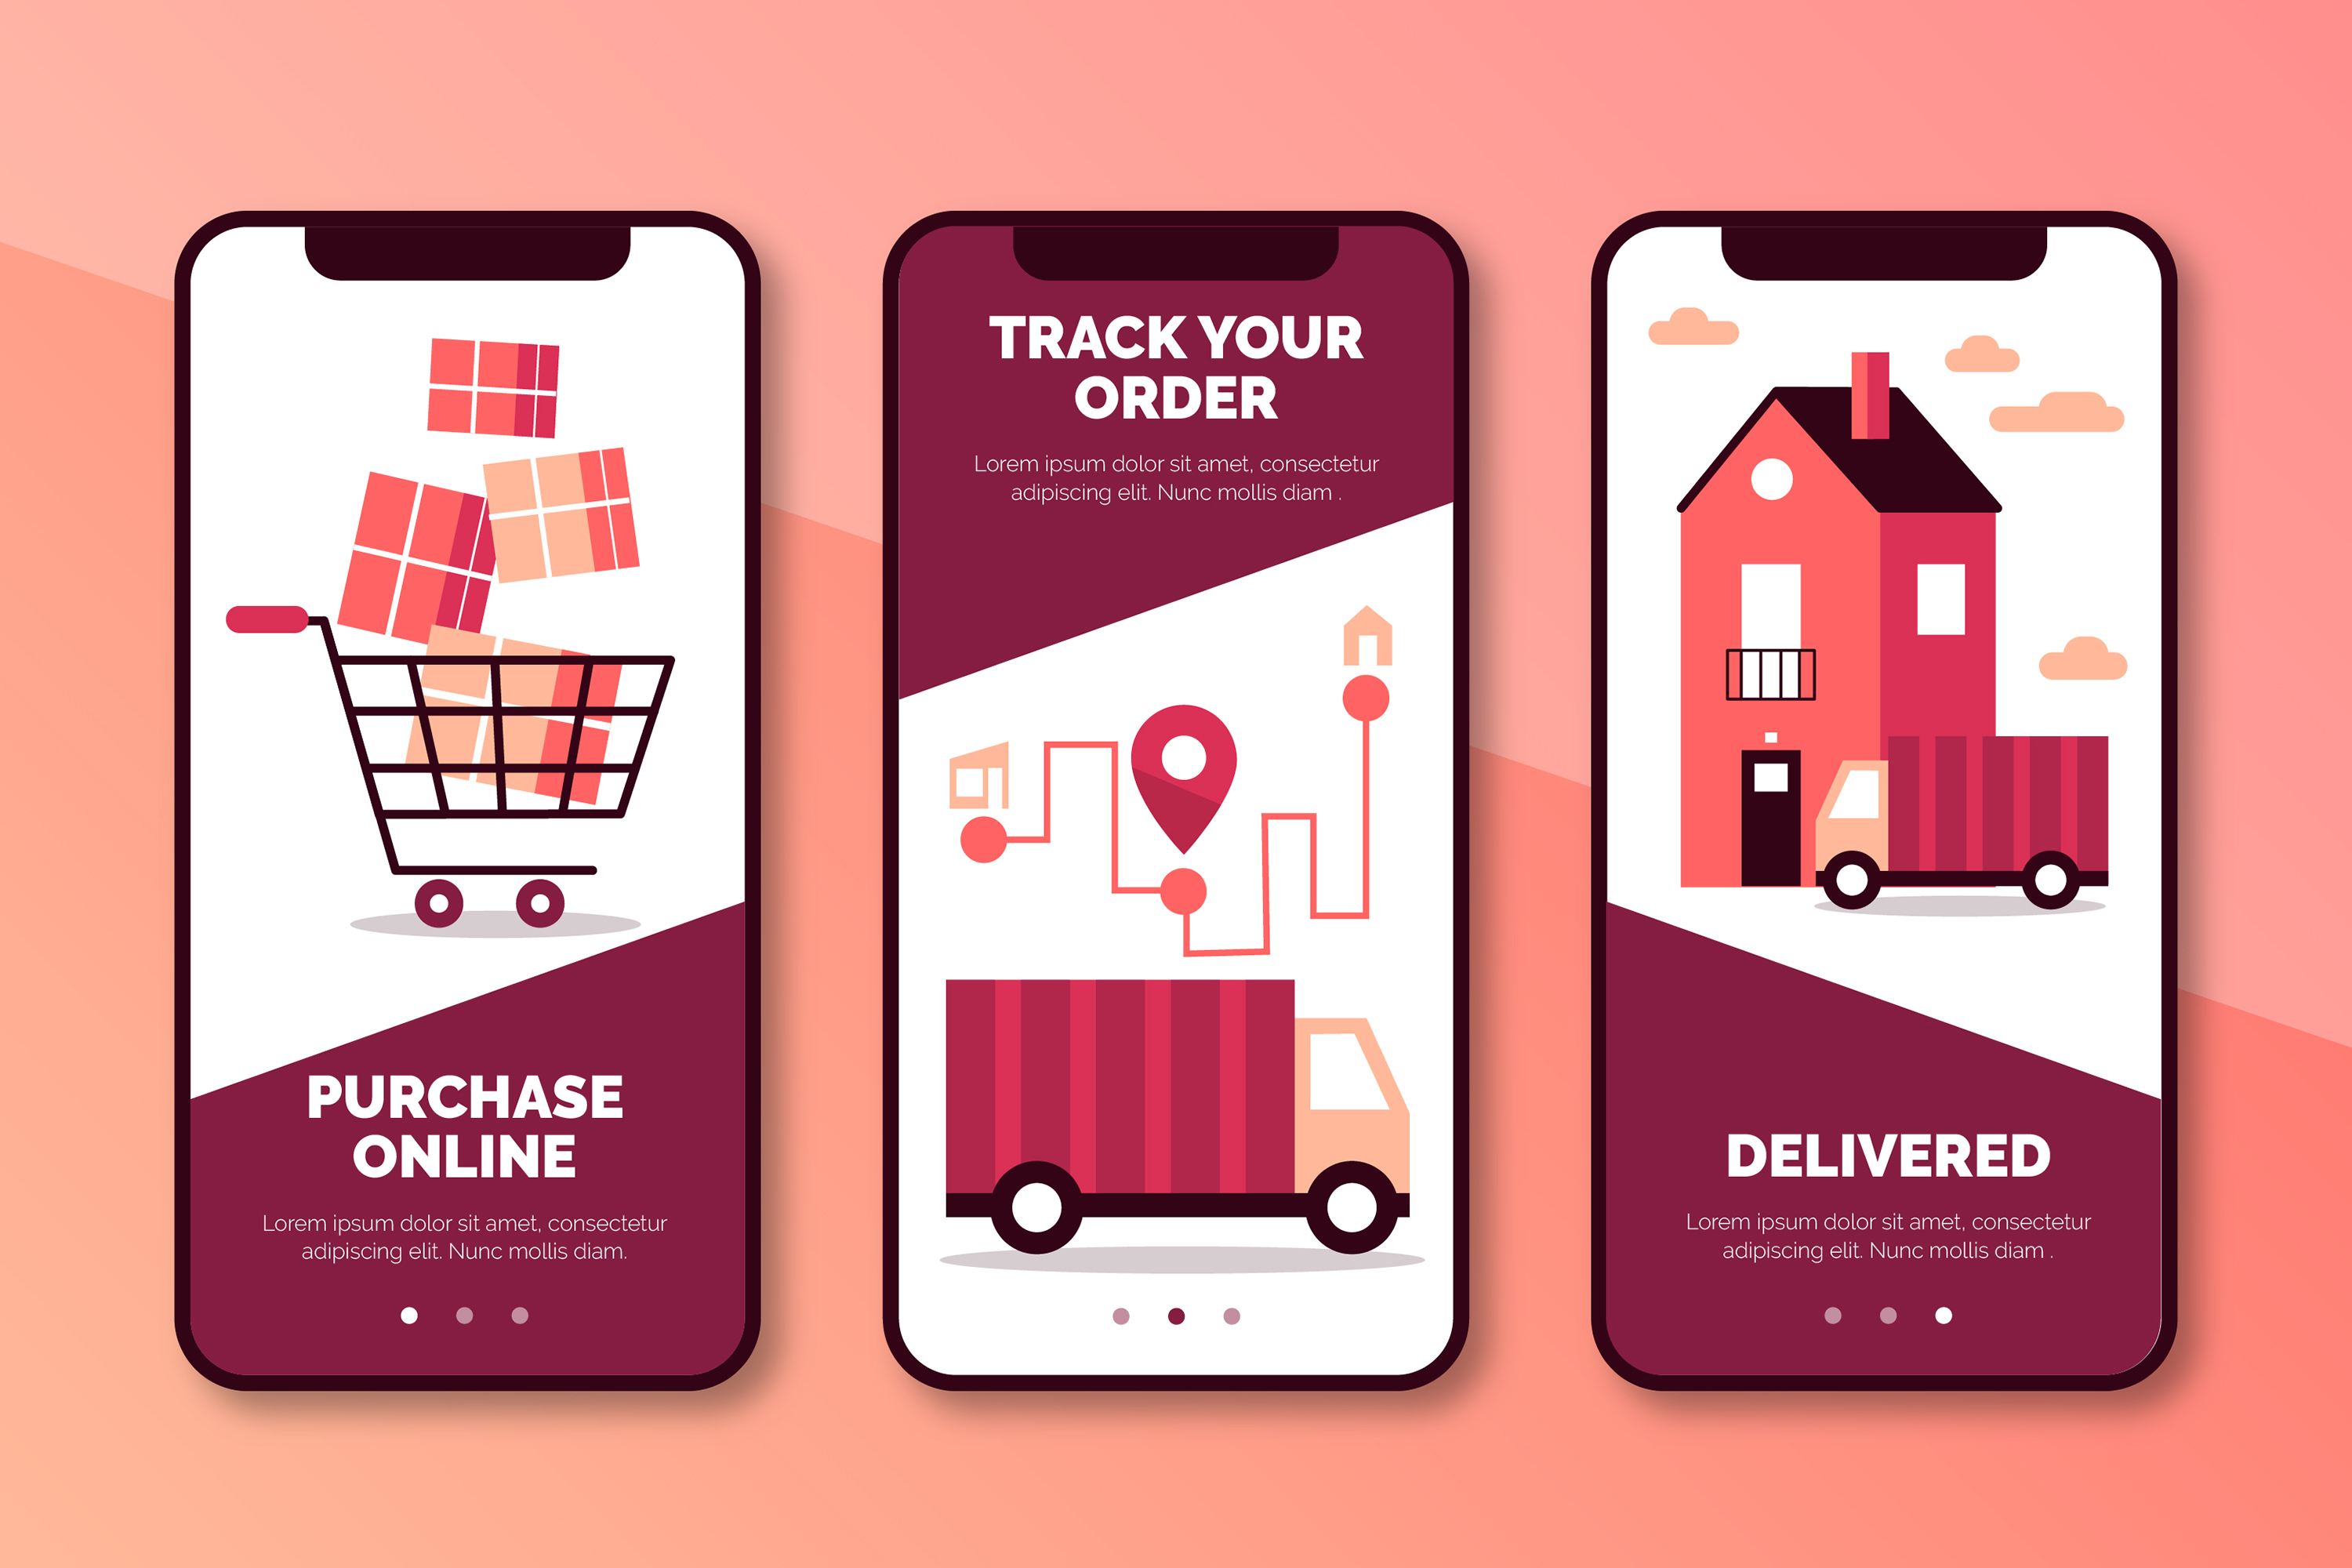 PURCHASE
ONLINE
Lorem ipsum dolor sit amet, consectetur
adipiscing elit. Nunc mollis diam.
TRACK YOUR
ORDER
Lorem ipsum dolor sit amet, consectetur
adipiscing elit. Nunc mollis diam .
DELIVERED
Lorem ipsum dolor sit amet, consectetur
adipiscing elit. Nunc mollis diam .